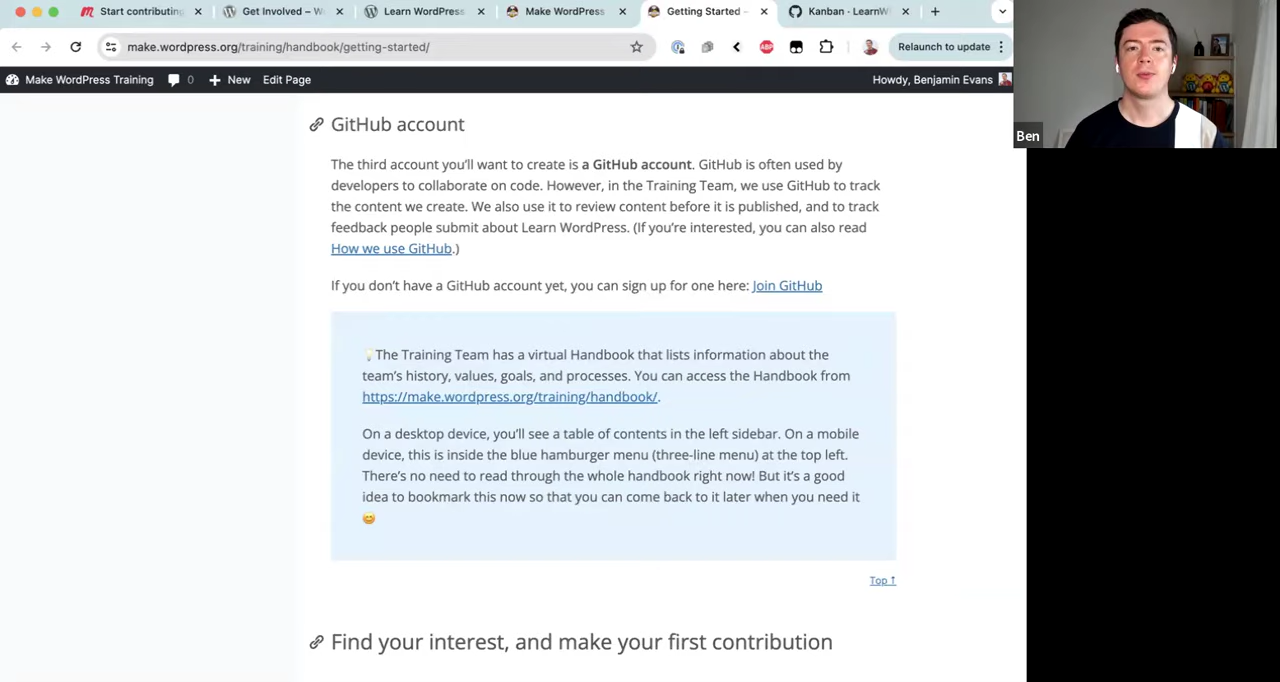 Start contributing
Get Involved – W
Learn WordPress
Make WordPress
Getting Started –
Kanban · LearnW
make.wordpress.org/training/handbook/getting-started/
ABP
Relaunch to update
Make WordPress Training
0
New
Edit Page
Howdy, Benjamin Evans
Ben
GitHub account
The third account you'll want to create is a GitHub account. GitHub is often used by
developers to collaborate on code. However, in the Training Team, we use GitHub to track
the content we create. We also use it to review content before it is published, and to track
feedback people submit about Learn WordPress. (If you're interested, you can also read
How we use GitHub.)
If you don't have a GitHub account yet, you can sign up for one here: Join GitHub
💡The Training Team has a virtual Handbook that lists information about the
team's history, values, goals, and processes. You can access the Handbook from
https://make.wordpress.org/training/handbook/.
On a desktop device, you'll see a table of contents in the left sidebar. On a mobile
device, this is inside the blue hamburger menu (three-line menu) at the top left.
There's no need to read through the whole handbook right now! But it's a good
idea to bookmark this now so that you can come back to it later when you need it
😊
Top ↑
Find your interest, and make your first contribution